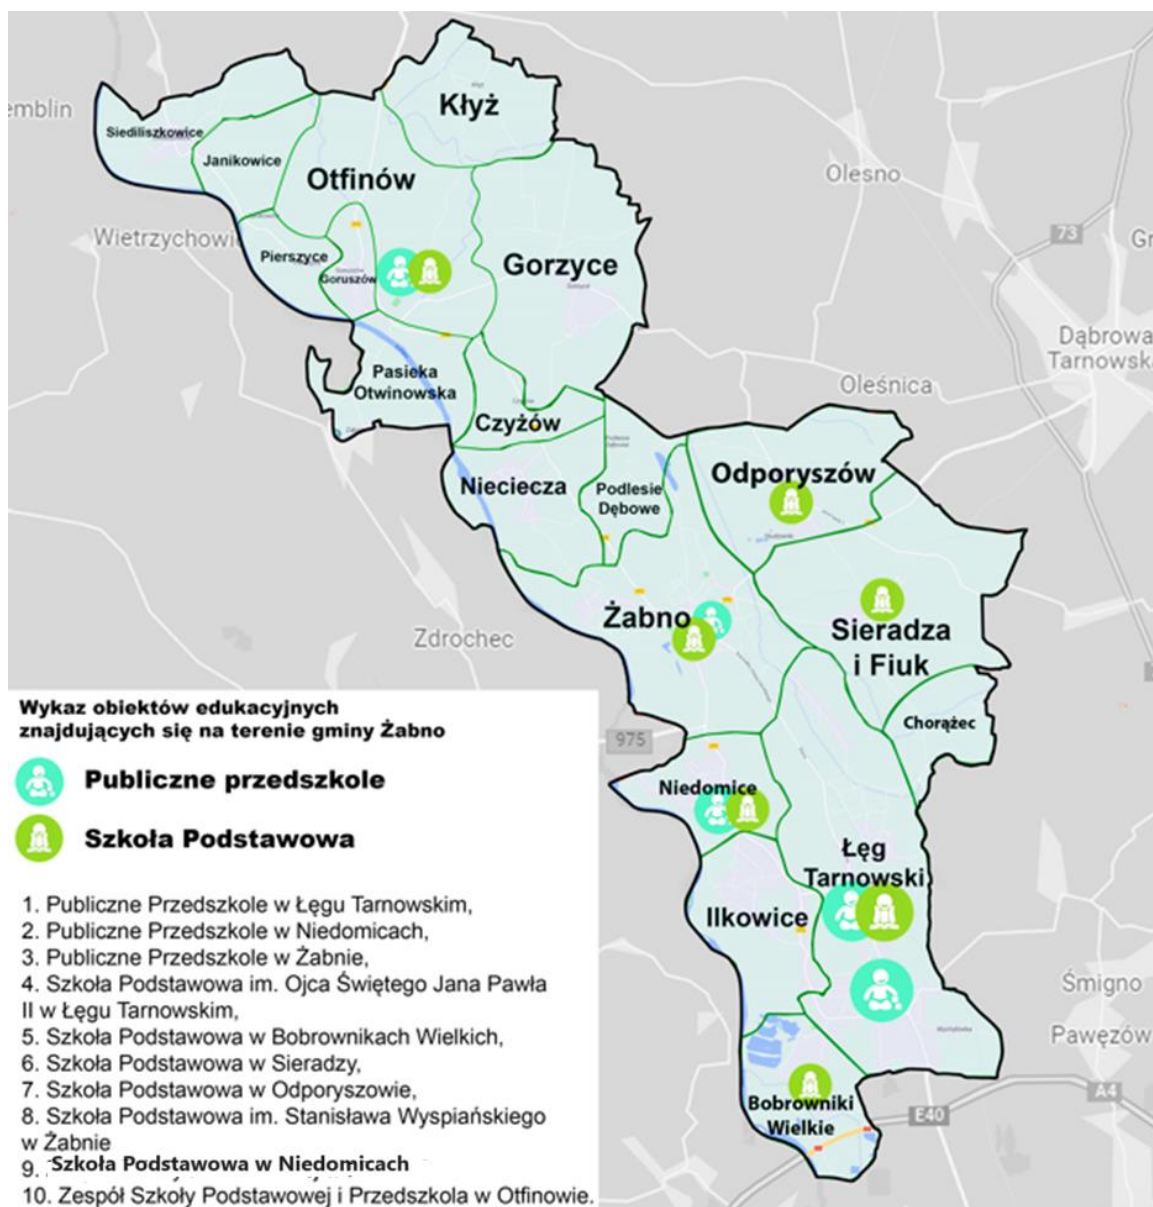 Kłyż
emblin
Siediliszkowice
Janikowice
Otfinów
Olesno
73
Gr
Wietrzychowi
Pierszyce
Goruszów
Gorzyce
Dąbrowa
Tarnowska
Pasieka
Otwinowska
Oleśnica
Czyżów
Nieciecza
Podlesie
Dębowe
Odporyszów
Żabno
Sieradza
i Fiuk
Zdrochec
Chorążec
975
Niedomice
Łęg
Tarnowski
Ilkowice
Śmigno
Pawęzów
Bobrowniki
Wielkie
E40
A4
Wykaz obiektów edukacyjnych
znajdujących się na terenie gminy Żabno
Publiczne przedszkole
Szkoła Podstawowa
1. Publiczne Przedszkole w Łęgu Tarnowskim,
2. Publiczne Przedszkole w Niedomicach,
3. Publiczne Przedszkole w Żabnie,
4. Szkoła Podstawowa im. Ojca Świętego Jana Pawła
II w Łęgu Tarnowskim,
5. Szkoła Podstawowa w Bobrownikach Wielkich,
6. Szkoła Podstawowa w Sieradzy,
7. Szkoła Podstawowa w Odporyszowie,
8. Szkoła Podstawowa im. Stanisława Wyspiańskiego
w Żabnie
9. Szkoła Podstawowa w Niedomicach
10. Zespół Szkoły Podstawowej i Przedszkola w Otfinowie.